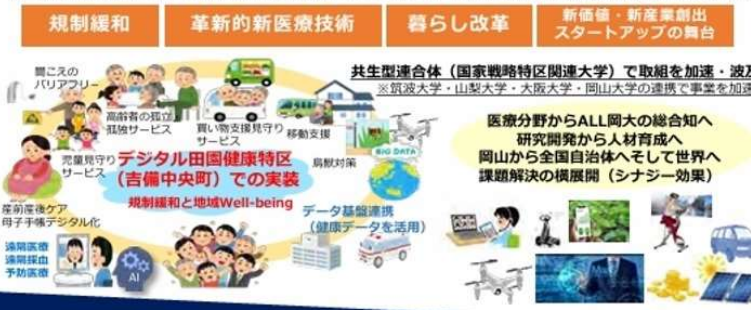 規制緩和
革新的新医療技術
暮らし改革
新価値・新産業創出
スタートアップの舞台
共生型連合体（国家戦略特区関連大学）で取組を加速・波及
※筑波大学・山梨大学・大阪大学・岡山大学の連携で事業を加速
聞こえの
バリアフリー
高齢者の孤立
孤独サービス
買い物支援見守り
サービス
移動支援
鳥獣対策
BIG DATA
児童見守り
サービス
デジタル田園健康特区
（吉備中央町）での実装
規制緩和と地域Well-being
産前産後ケア
母子手帳デジタル化
データ基盤連携
（健康データを活用）
遠隔医療
遠隔採血
予防医療
AI
医療分野からALL岡大の総合知へ
研究開発から人材育成へ
岡山から全国自治体へそして世界へ
課題解決の横展開（シナジー効果）